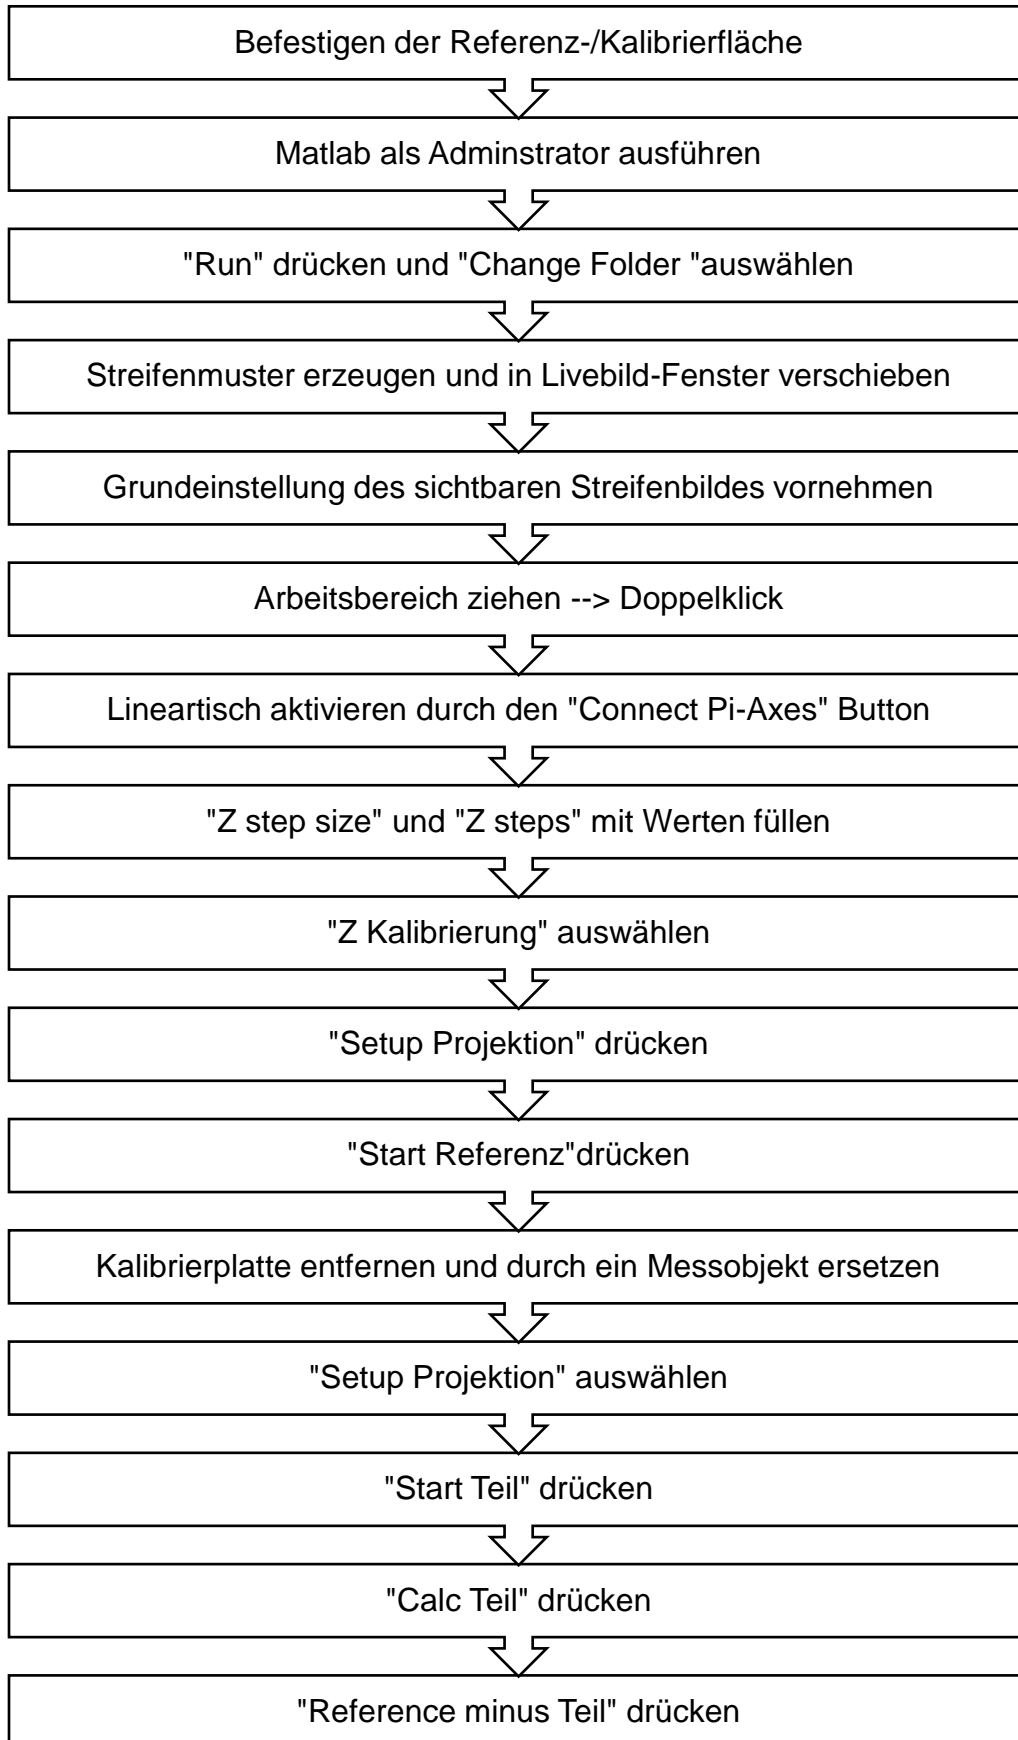 Befestigen der Referenz-/Kalibrierfläche
Matlab als Adminstrator ausführen
"Run" drücken und "Change Folder "auswählen
Streifenmuster erzeugen und in Livebild-Fenster verschieben
Grundeinstellung des sichtbaren Streifenbildes vornehmen
Arbeitsbereich ziehen --> Doppelklick
Lineartisch aktivieren durch den "Connect Pi-Axes" Button
"Z step size" und "Z steps" mit Werten füllen
"Z Kalibrierung" auswählen
"Setup Projektion" drücken
"Start Referenz"drücken
Kalibrierplatte entfernen und durch ein Messobjekt ersetzen
"Setup Projektion" auswählen
"Start Teil" drücken
"Calc Teil" drücken
"Reference minus Teil" drücken